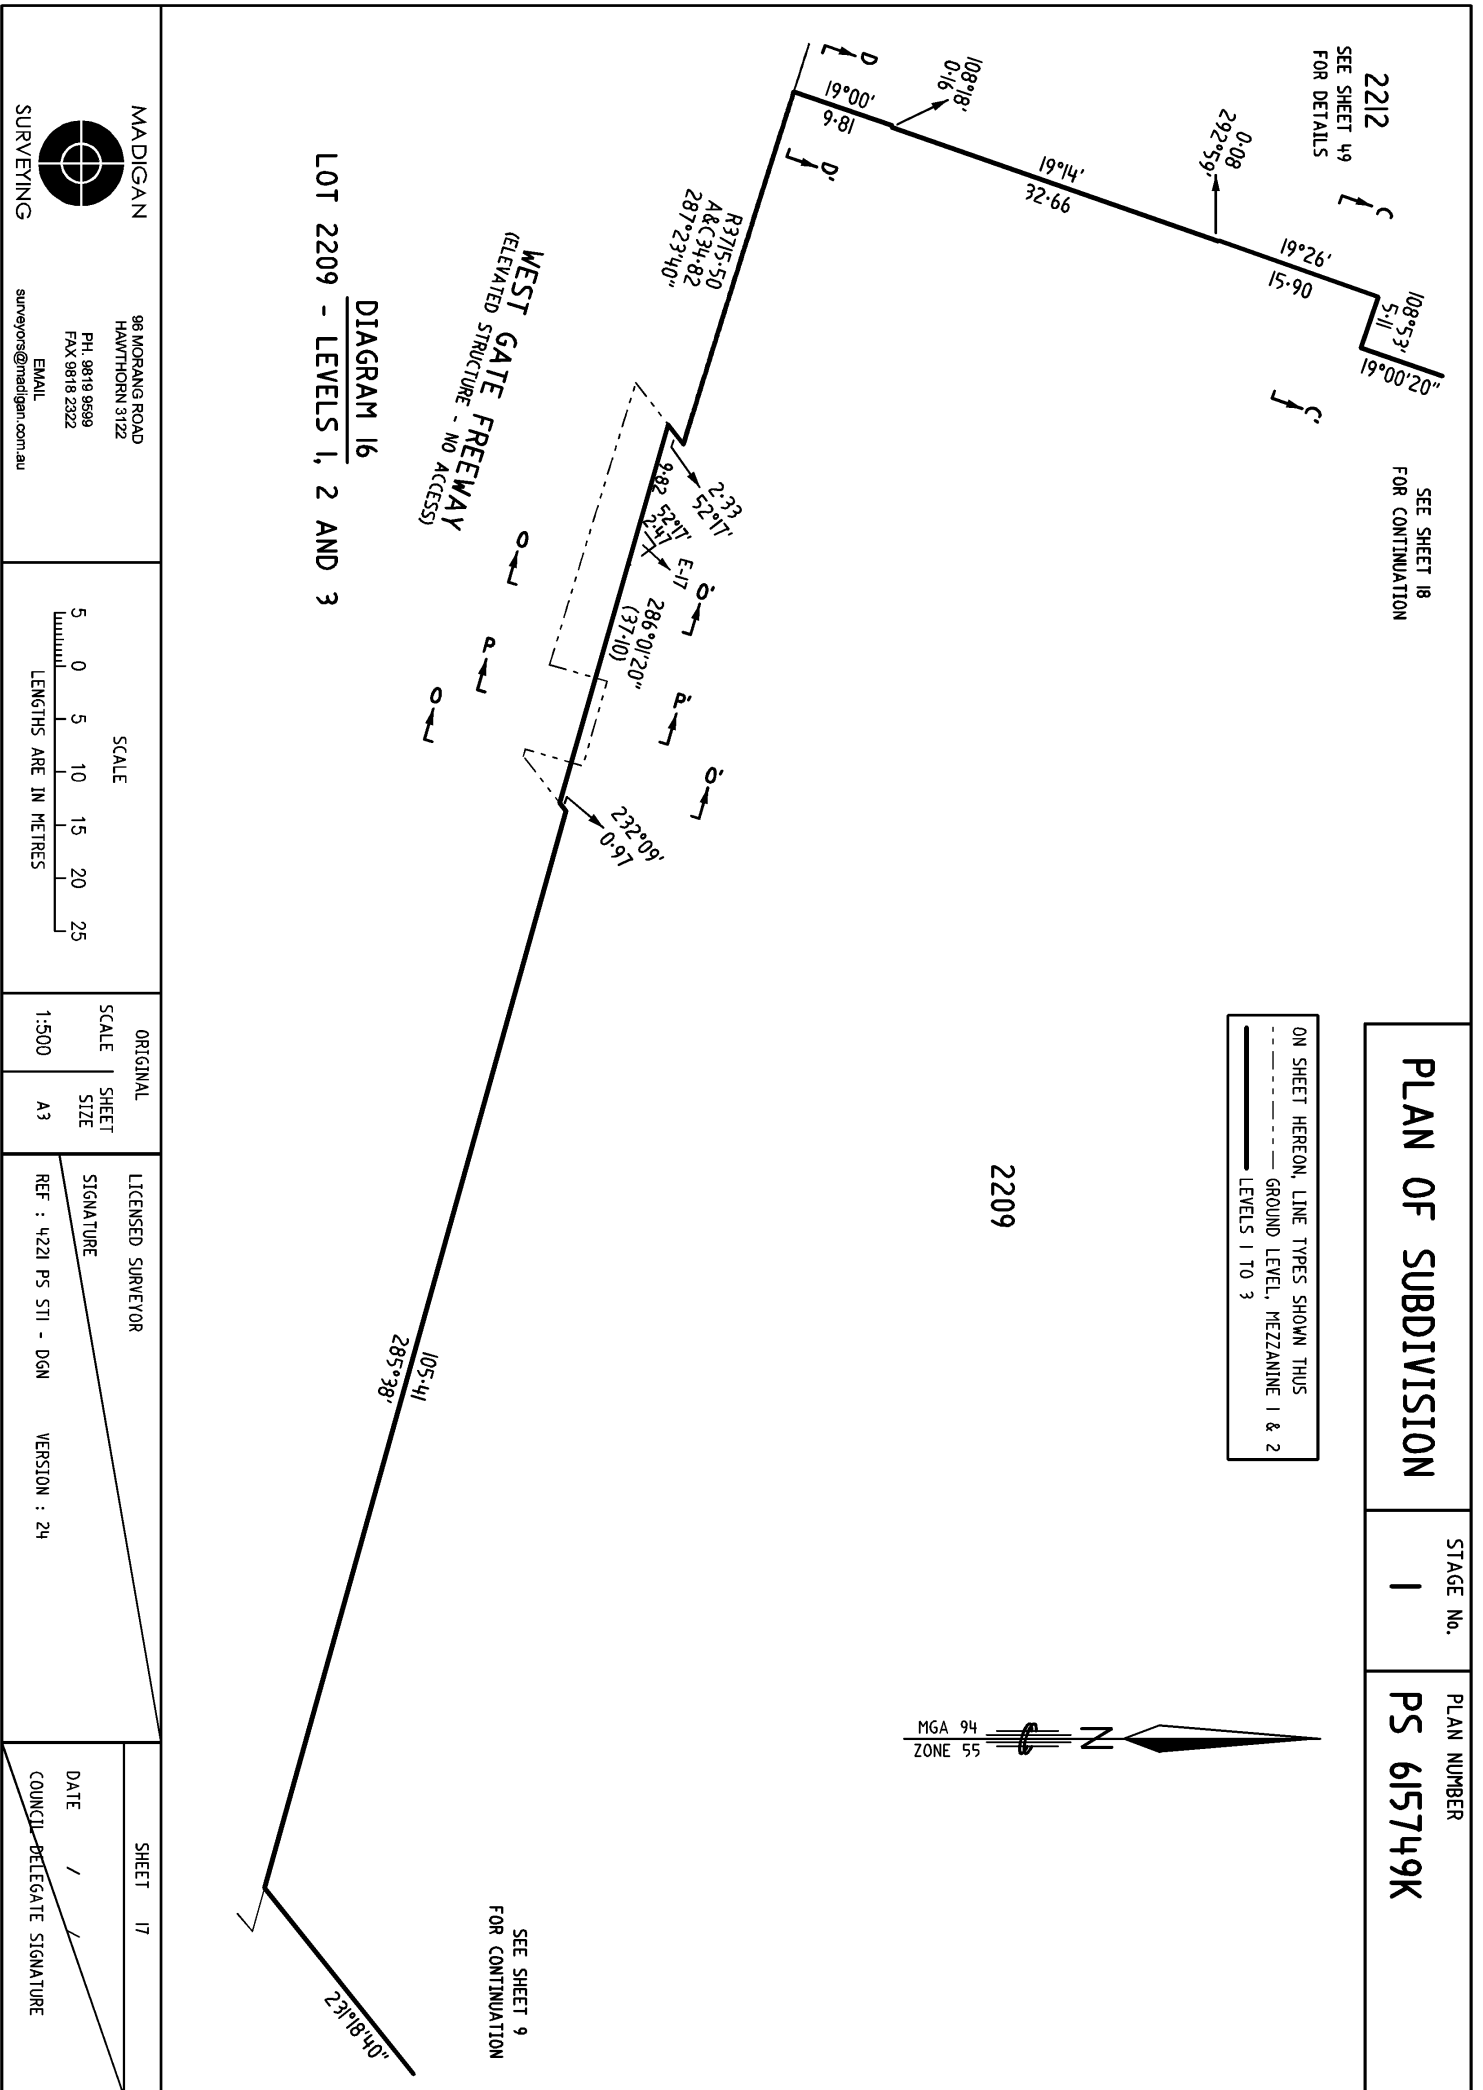 PLAN OF SUBDIVISION
STAGE No.
1
PLAN NUMBER
PS 615749K
2212
SEE SHEET 49
FOR DETAILS
SEE SHEET 18
FOR CONTINUATION
ON SHEET HEREON, LINE TYPES SHOWN THUS
GROUND LEVEL, MEZZANINE 1 & 2
LEVELS 1 TO 3
C
C'
108°53'
5·11
19°00'20"
19°26'
15·90
0·08
292°59'
19°14'
32·66
108°18'
0·16
19°00'
9·81
D
D'
R3715·50
A&C34·82
287°23'40"
2·33
52°17'
9·82
52°17'
2·47
E-17
286°01'20"
(37·10)
O
O'
P
P'
O
O'
232°09'
0·97
2209
MGA 94
ZONE 55
N
105·41
285°38'
SEE SHEET 9
FOR CONTINUATION
231°18'40"
WEST GATE FREEWAY
(ELEVATED STRUCTURE - NO ACCESS)
DIAGRAM 16
LOT 2209 - LEVELS 1, 2 AND 3
MADIGAN
SURVEYING
96 MORANG ROAD
HAWTHORN 3122
PH. 9819 9599
FAX 9818 2322
EMAIL
surveyors@madigan.com.au
SCALE
5 0 5 10 15 20 25
LENGTHS ARE IN METRES
ORIGINAL
SCALE
SHEET
SIZE
1:500
A3
LICENSED SURVEYOR
SIGNATURE
REF : 4221 PS ST1 - DGN VERSION : 24
SHEET 17
DATE / /
COUNCIL DELEGATE SIGNATURE